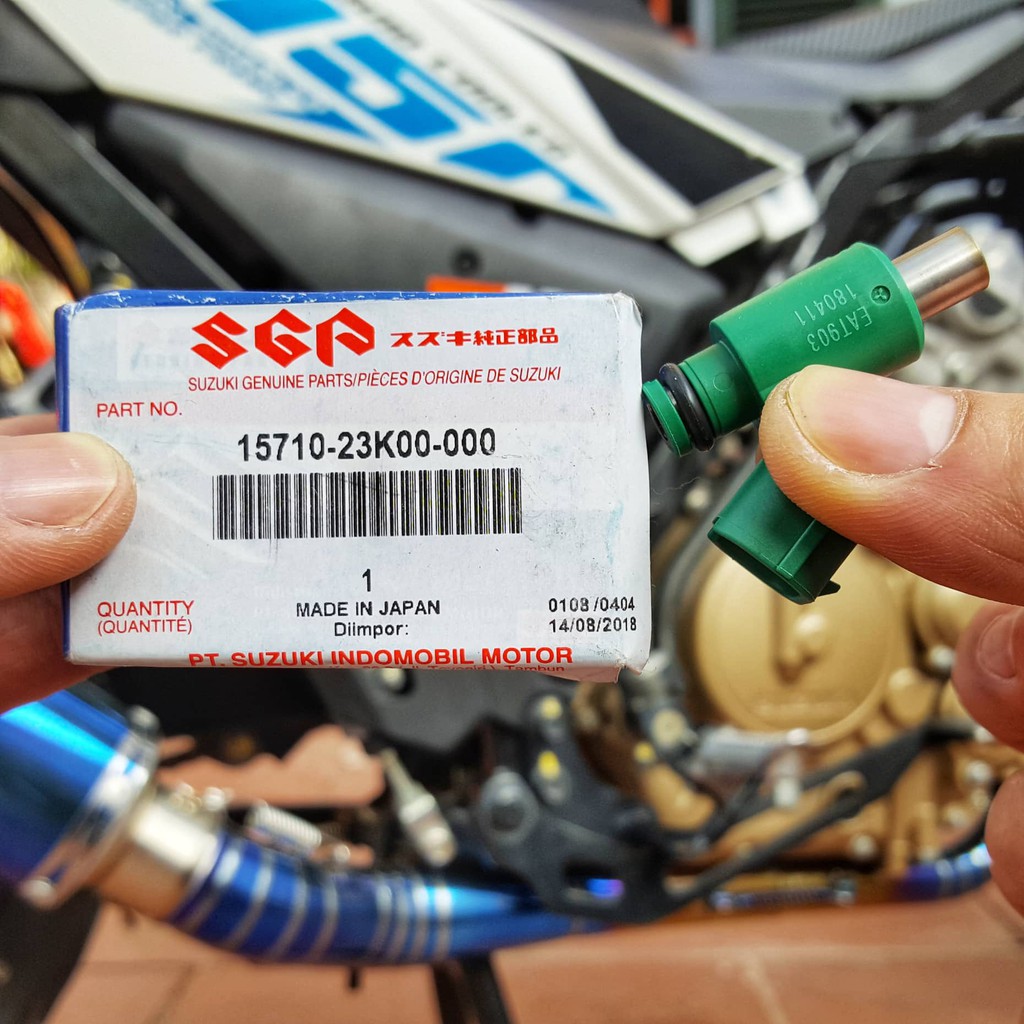 SGP スズキ純正部品
SUZUKI GENUINE PARTS/PIÈCES D'ORIGINE DE SUZUKI
PART NO.
15710-23K00-000
1
QUANTITY
(QUANTITÉ)
MADE IN JAPAN
Diimpor:
0108/0404
14/08/2018
PT. SUZUKI INDOMOBIL MOTOR
Tambun
EAT903
180411